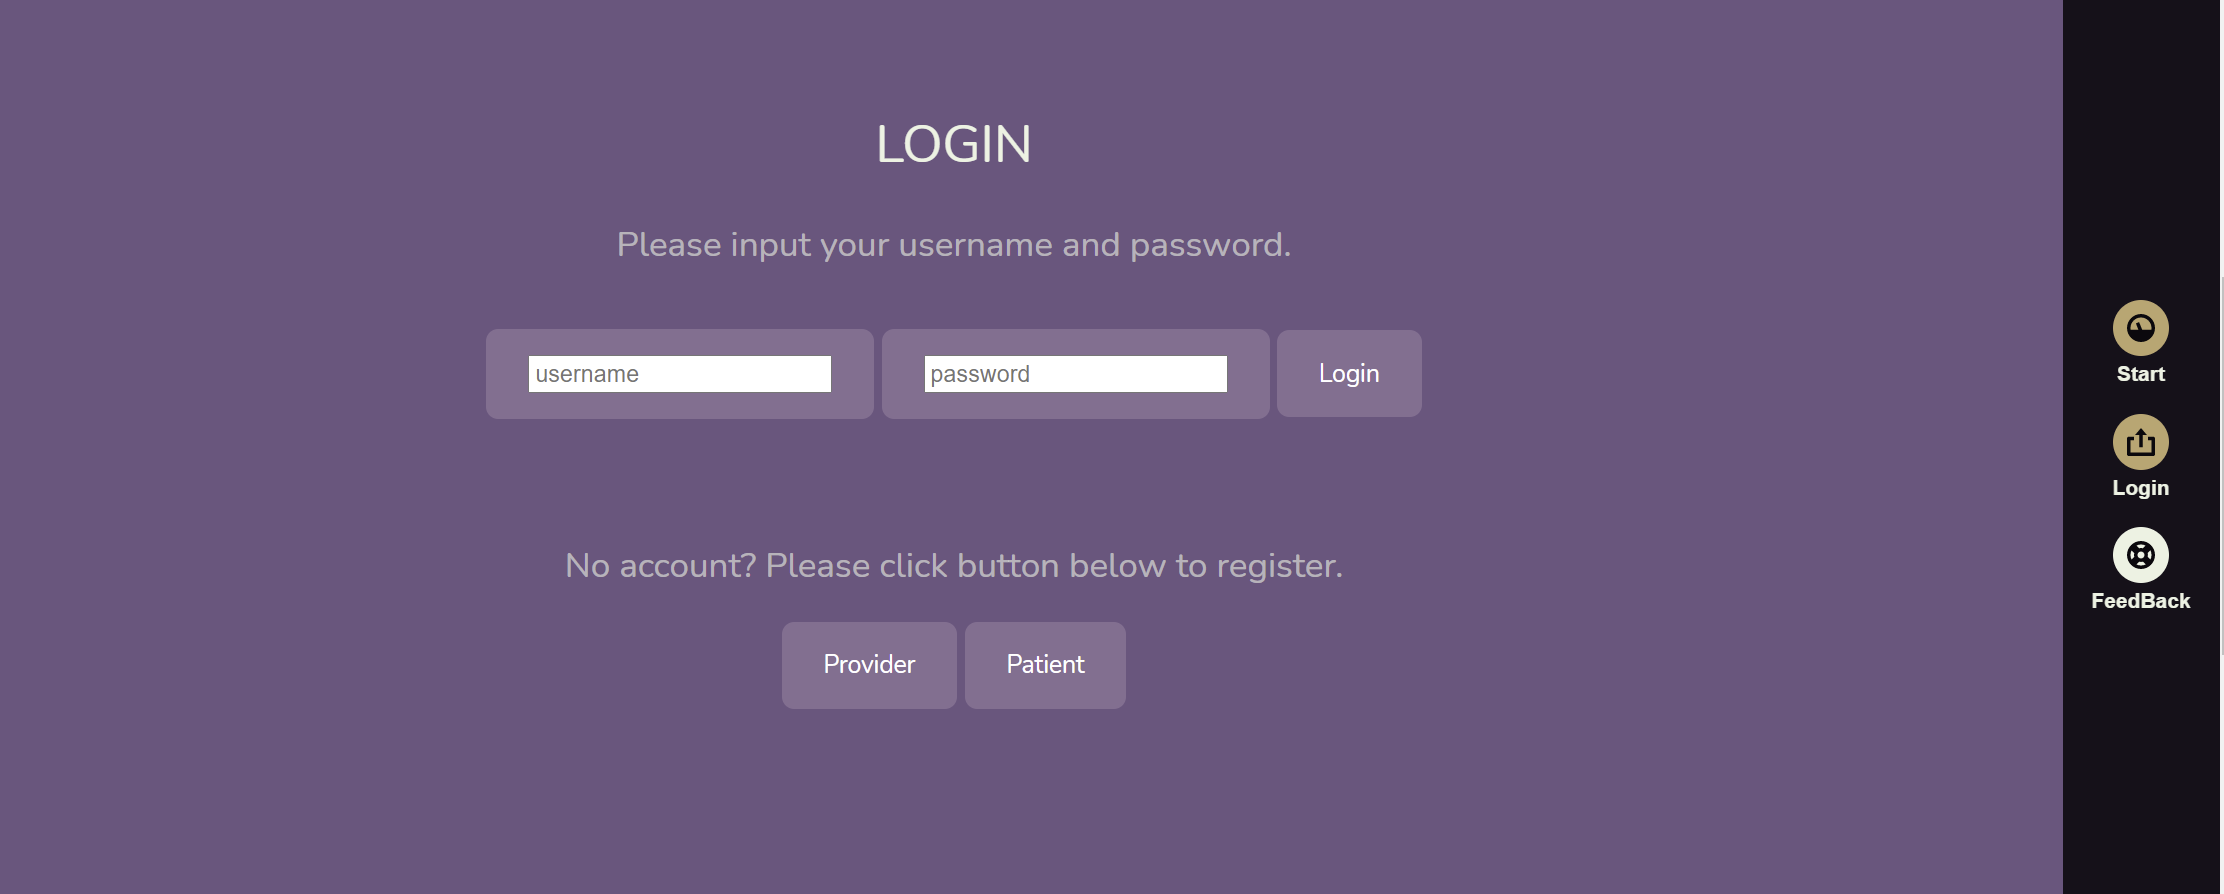 LOGIN
Please input your username and password.
username password Login
No account? Please click button below to register.
Provider Patient
Start
Login
FeedBack